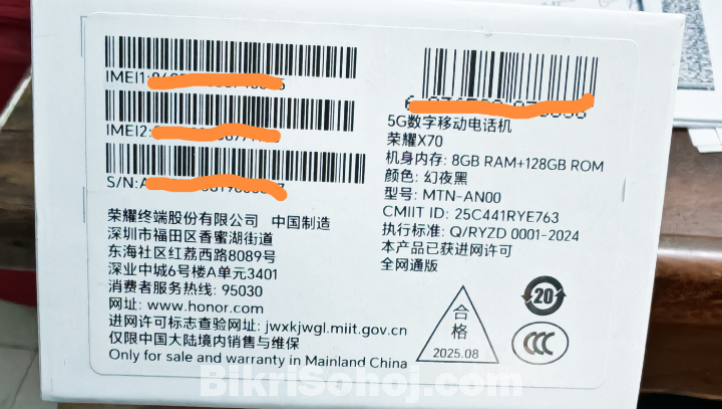 IMEI1:
IMEI2:
S/N:A
荣耀终端股份有限公司 中国制造
深圳市福田区香蜜湖街道
东海社区红荔西路8089号
深业中城6号楼A单元3401
消费者服务热线: 95030
网址: www.honor.com
进网许可标志查验网址: jwxkjwgl.miit.gov.cn
仅限中国大陆境内销售与维保
Only for sale and warranty in Mainland China
5G数字移动电话机
荣耀X70
机身内存: 8GB RAM+128GB ROM
颜色: 幻夜黑
型号: MTN-AN00
CMIIT ID: 25C441RYE763
执行标准: Q/RYZD 0001-2024
本产品已获进网许可
全网通版
合
格
2025.08
20
CCC
BikriSohoj.com